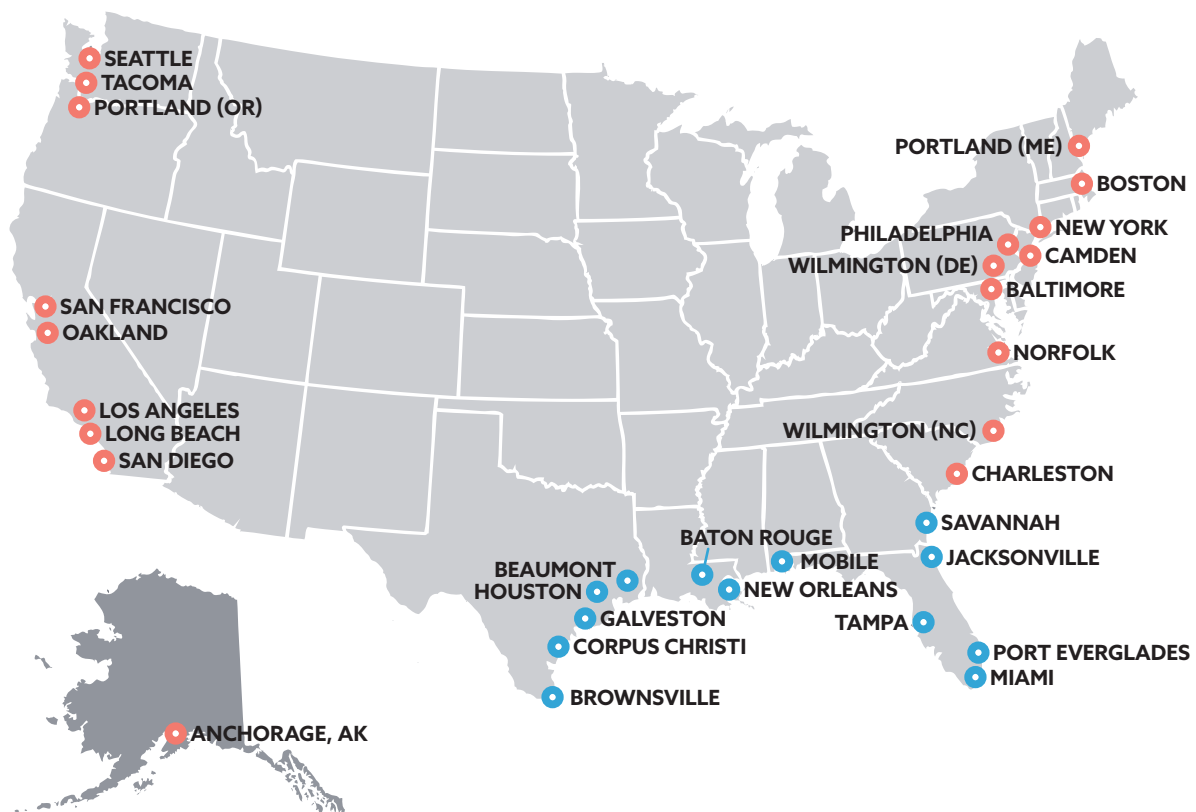 SEATTLE
TACOMA
PORTLAND (OR)
PORTLAND (ME)
BOSTON
NEW YORK
PHILADELPHIA
CAMDEN
WILMINGTON (DE)
BALTIMORE
SAN FRANCISCO
OAKLAND
NORFOLK
LOS ANGELES
LONG BEACH
SAN DIEGO
WILMINGTON (NC)
CHARLESTON
SAVANNAH
BATON ROUGE
JACKSONVILLE
MOBILE
BEAUMONT
HOUSTON
NEW ORLEANS
GALVESTON
TAMPA
CORPUS CHRISTI
PORT EVERGLADES
MIAMI
BROWNSVILLE
ANCHORAGE, AK